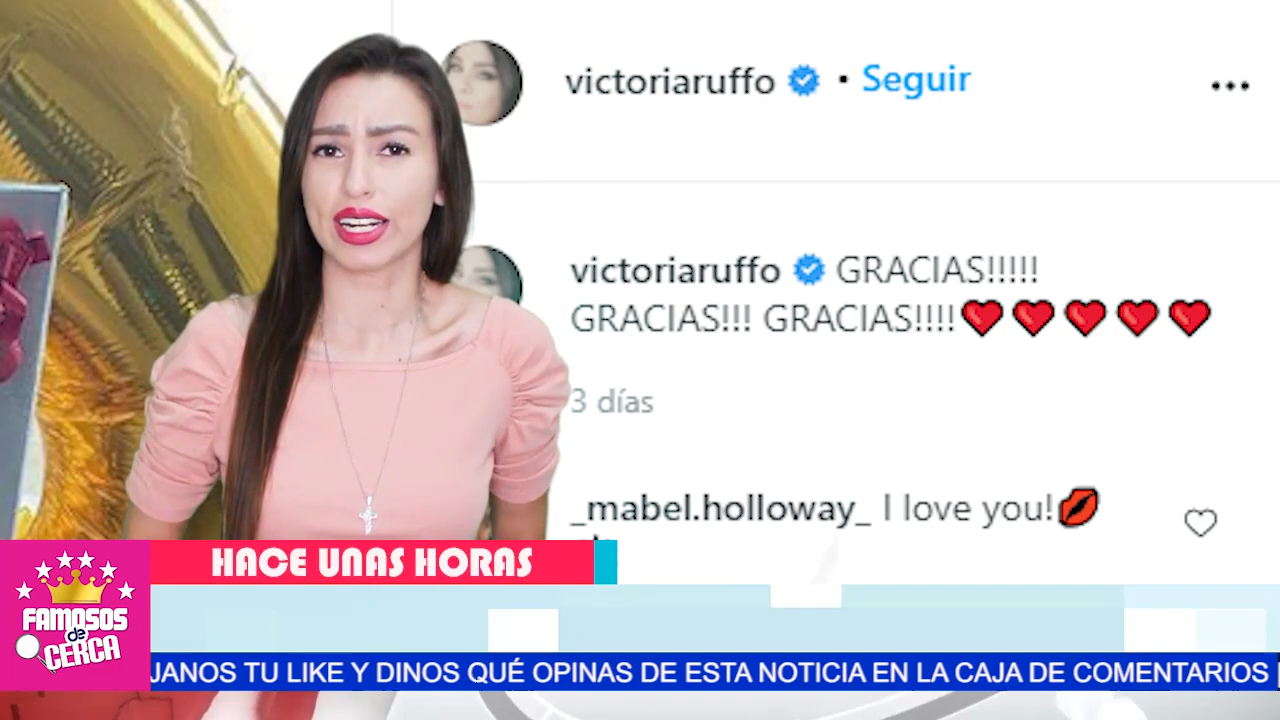 victoriaruffo • Seguir
victoriaruffo GRACIAS!!!!!
GRACIAS!!! GRACIAS!!!!❤❤❤❤❤
3 días
_mabel.holloway_ I love you!💋
HACE UNAS HORAS
FAMOSOS
de
CERCA
JANOS TU LIKE Y DINOS QUÉ OPINAS DE ESTA NOTICIA EN LA CAJA DE COMENTARIOS